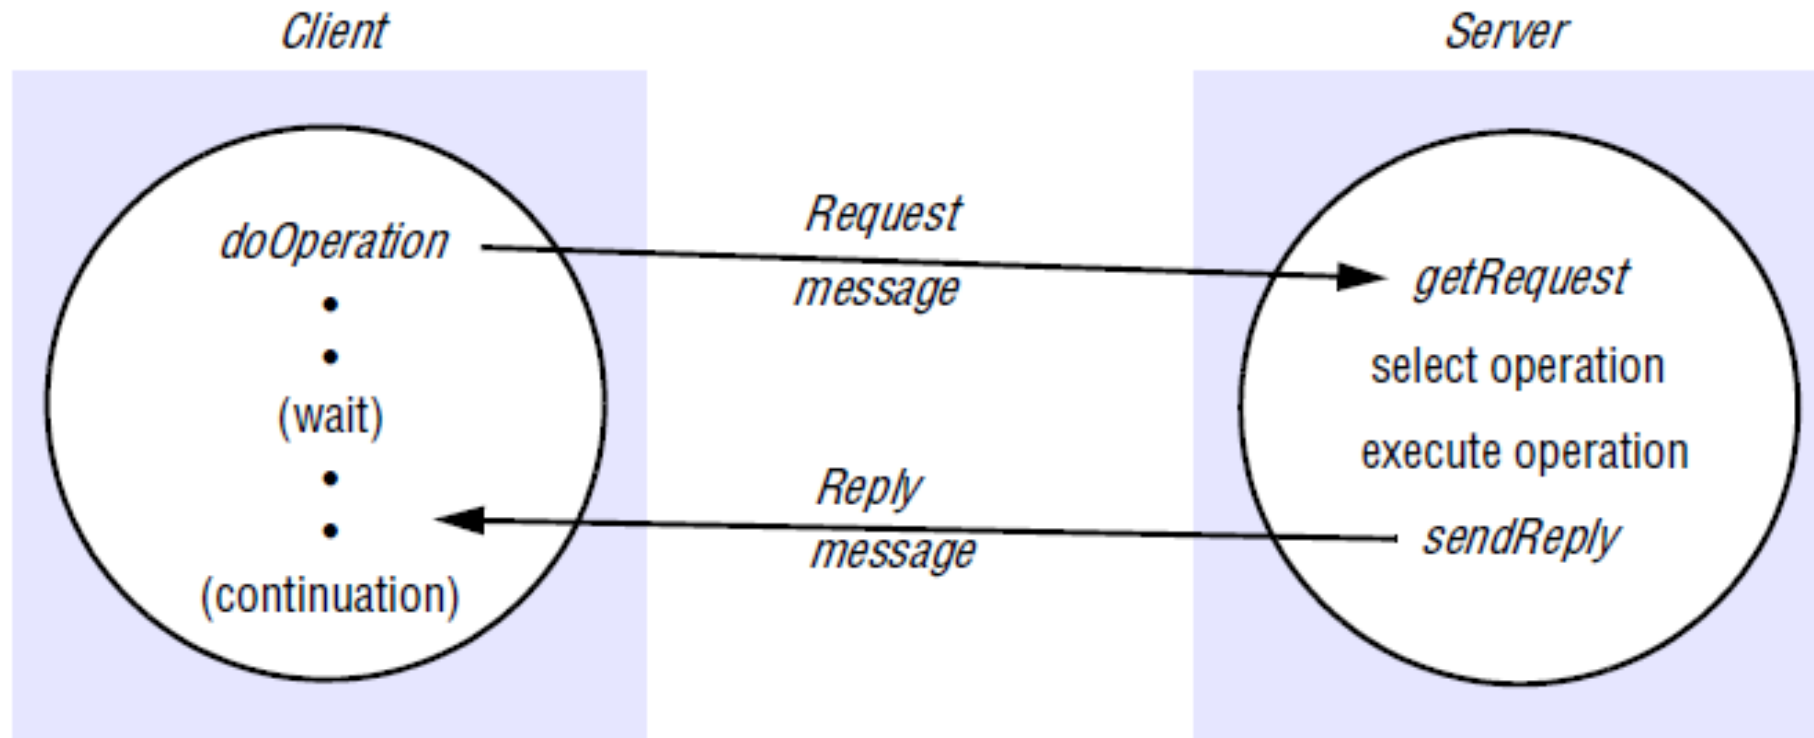 Client
Server
doOperation
•
•
(wait)
•
•
(continuation)
Request
message
Reply
message
getRequest
select operation
execute operation
sendReply